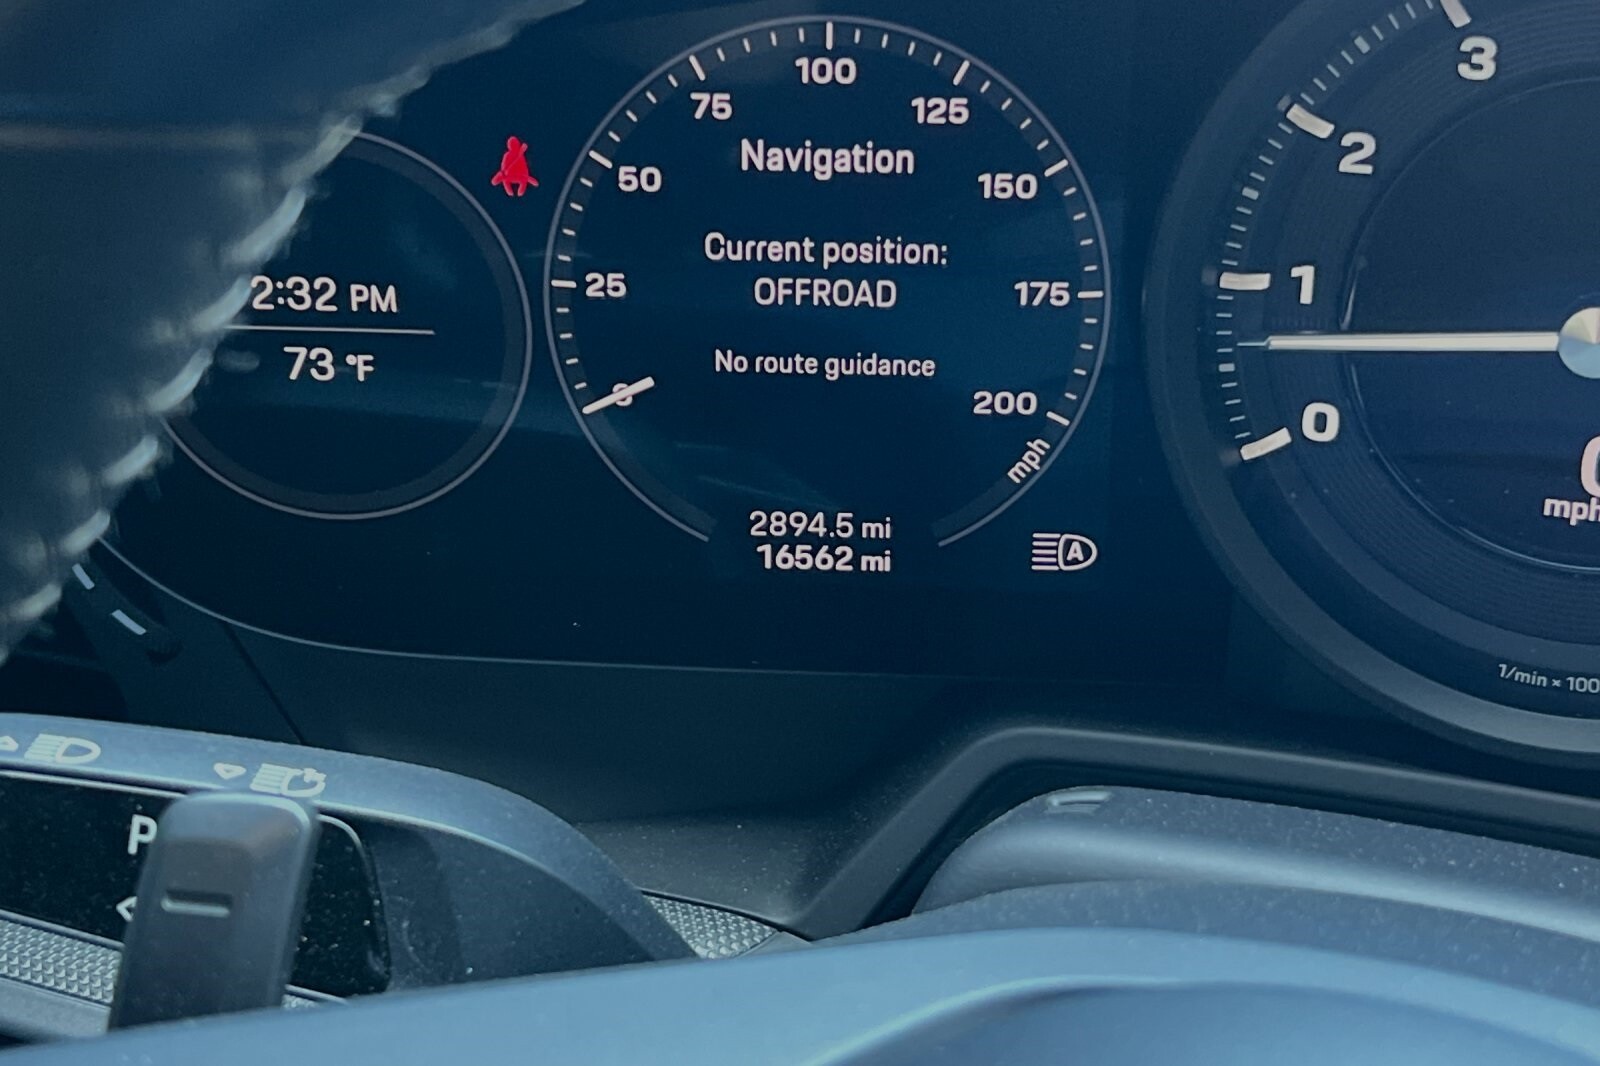 2:32 PM
73 °F
25
50
75
100
125
150
175
200
mph
Navigation
Current position:
OFFROAD
No route guidance
2894.5 mi
16562 mi
A
0
1
2
3
mph
1/min × 100
P